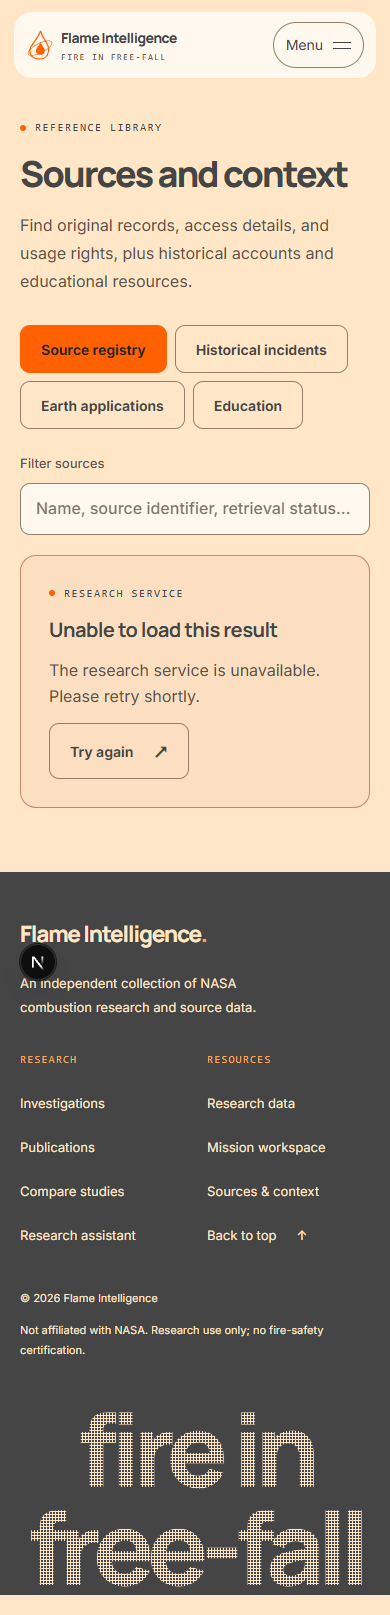 Flame Intelligence
FIRE IN FREE-FALL
Menu
REFERENCE LIBRARY
Sources and context
Find original records, access details, and
usage rights, plus historical accounts and
educational resources.
Source registry
Historical incidents
Earth applications
Education
Filter sources
Name, source identifier, retrieval status...
RESEARCH SERVICE
Unable to load this result
The research service is unavailable.
Please retry shortly.
Try again ↗
Flame Intelligence.
N
An independent collection of NASA
combustion research and source data.
RESEARCH
Investigations
Publications
Compare studies
Research assistant
RESOURCES
Research data
Mission workspace
Sources & context
Back to top ↑
© 2026 Flame Intelligence
Not affiliated with NASA. Research use only; no fire-safety
certification.
fire in
free-fall